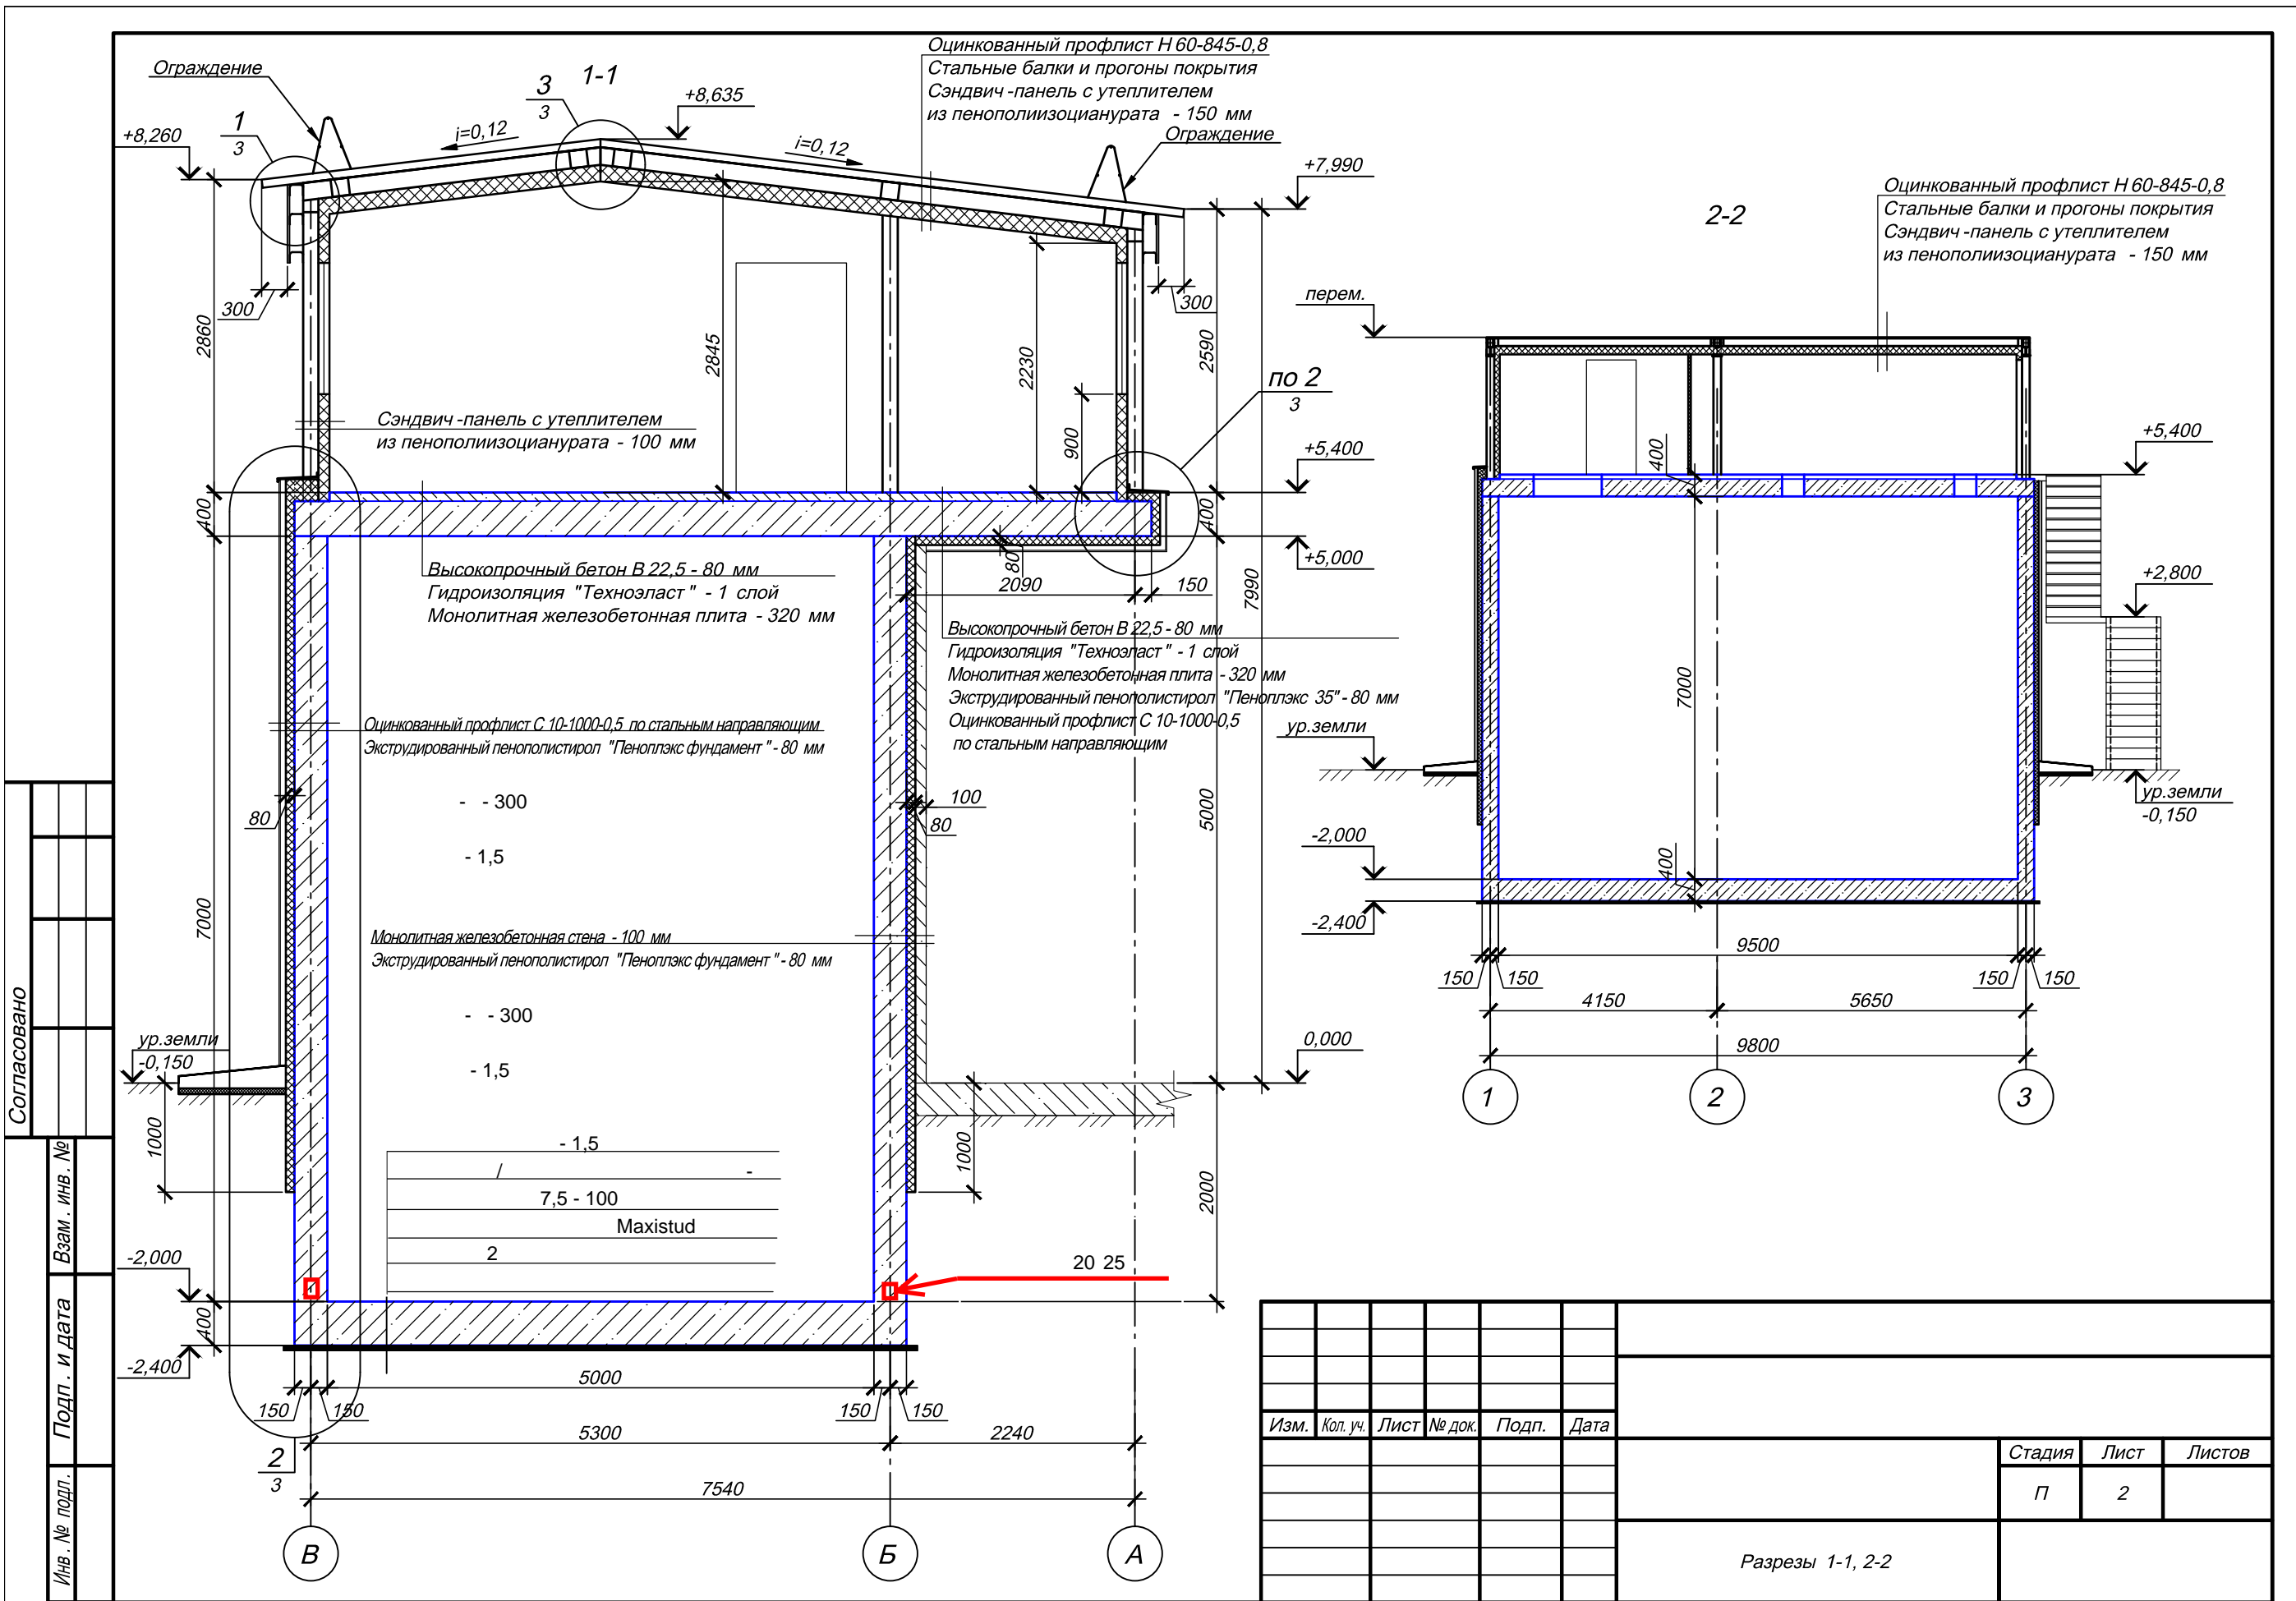 Ограждение
1-1
3
3
1
3
+8,260
i=0,12
+8,635
i=0,12
Оцинкованный профлист Н 60-845-0,8
Стальные балки и прогоны покрытия
Сэндвич -панель с утеплителем
из пенополиизоцианурата - 150 мм
Ограждение
+7,990
300
300
2860
2845
2230
900
2590
7990
по 2
3
Сэндвич -панель с утеплителем
из пенополиизоцианурата - 100 мм
400
400
+5,400
+5,000
80
2090
150
Высокопрочный бетон В 22,5 - 80 мм
Гидроизоляция "Техноэласт " - 1 слой
Монолитная железобетонная плита - 320 мм
Высокопрочный бетон В 22,5 - 80 мм
Гидроизоляция "Техноэласт " - 1 слой
Монолитная железобетонная плита - 320 мм
Экструдированный пенополистирол "Пеноплэкс 35" - 80 мм
Оцинкованный профлист С 10-1000-0,5
по стальным направляющим
Оцинкованный профлист С 10-1000-0,5 по стальным направляющим
Экструдированный пенополистирол "Пеноплэкс фундамент " - 80 мм
- - 300
- 1,5
80
100
80
5000
7000
Монолитная железобетонная стена - 100 мм
Экструдированный пенополистирол "Пеноплэкс фундамент " - 80 мм
- - 300
- 1,5
ур.земли
-0,150
0,000
1000
1000
2000
- 1,5
/ -
7,5 - 100
Maxistud
2
20 25
-2,000
400
-2,400
150
150
5000
150
150
5300
2240
7540
2
3
В
Б
А
2-2
Оцинкованный профлист Н 60-845-0,8
Стальные балки и прогоны покрытия
Сэндвич -панель с утеплителем
из пенополиизоцианурата - 150 мм
перем.
400
+5,400
+2,800
7000
ур.земли
ур.земли
-0,150
-2,000
400
-2,400
9500
150
150
150
150
4150
5650
9800
1
2
3
Согласовано
Взам. инв. №
Подп. и дата
Инв. № подл.
Изм.
Кол. уч.
Лист
№ док.
Подп.
Дата
Стадия
Лист
Листов
П
2
Разрезы 1-1, 2-2